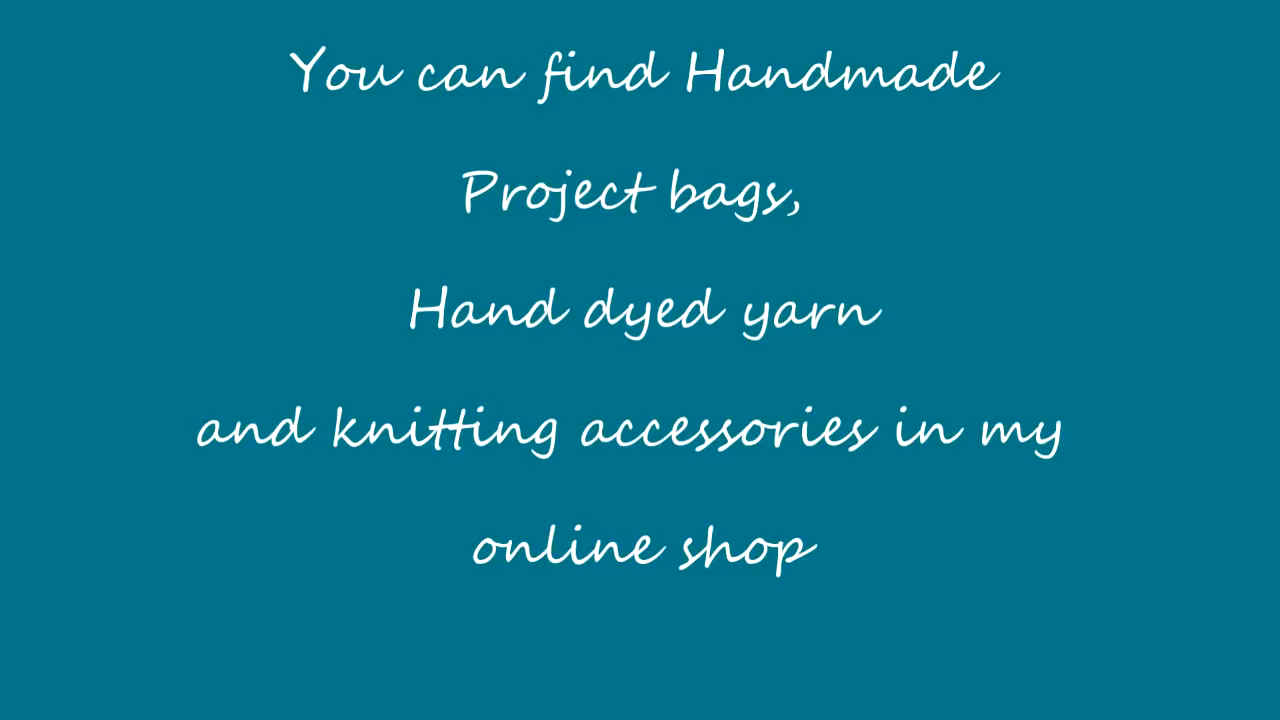 You can find Handmade
Project bags,
Hand dyed yarn
and knitting accessories in my
online shop